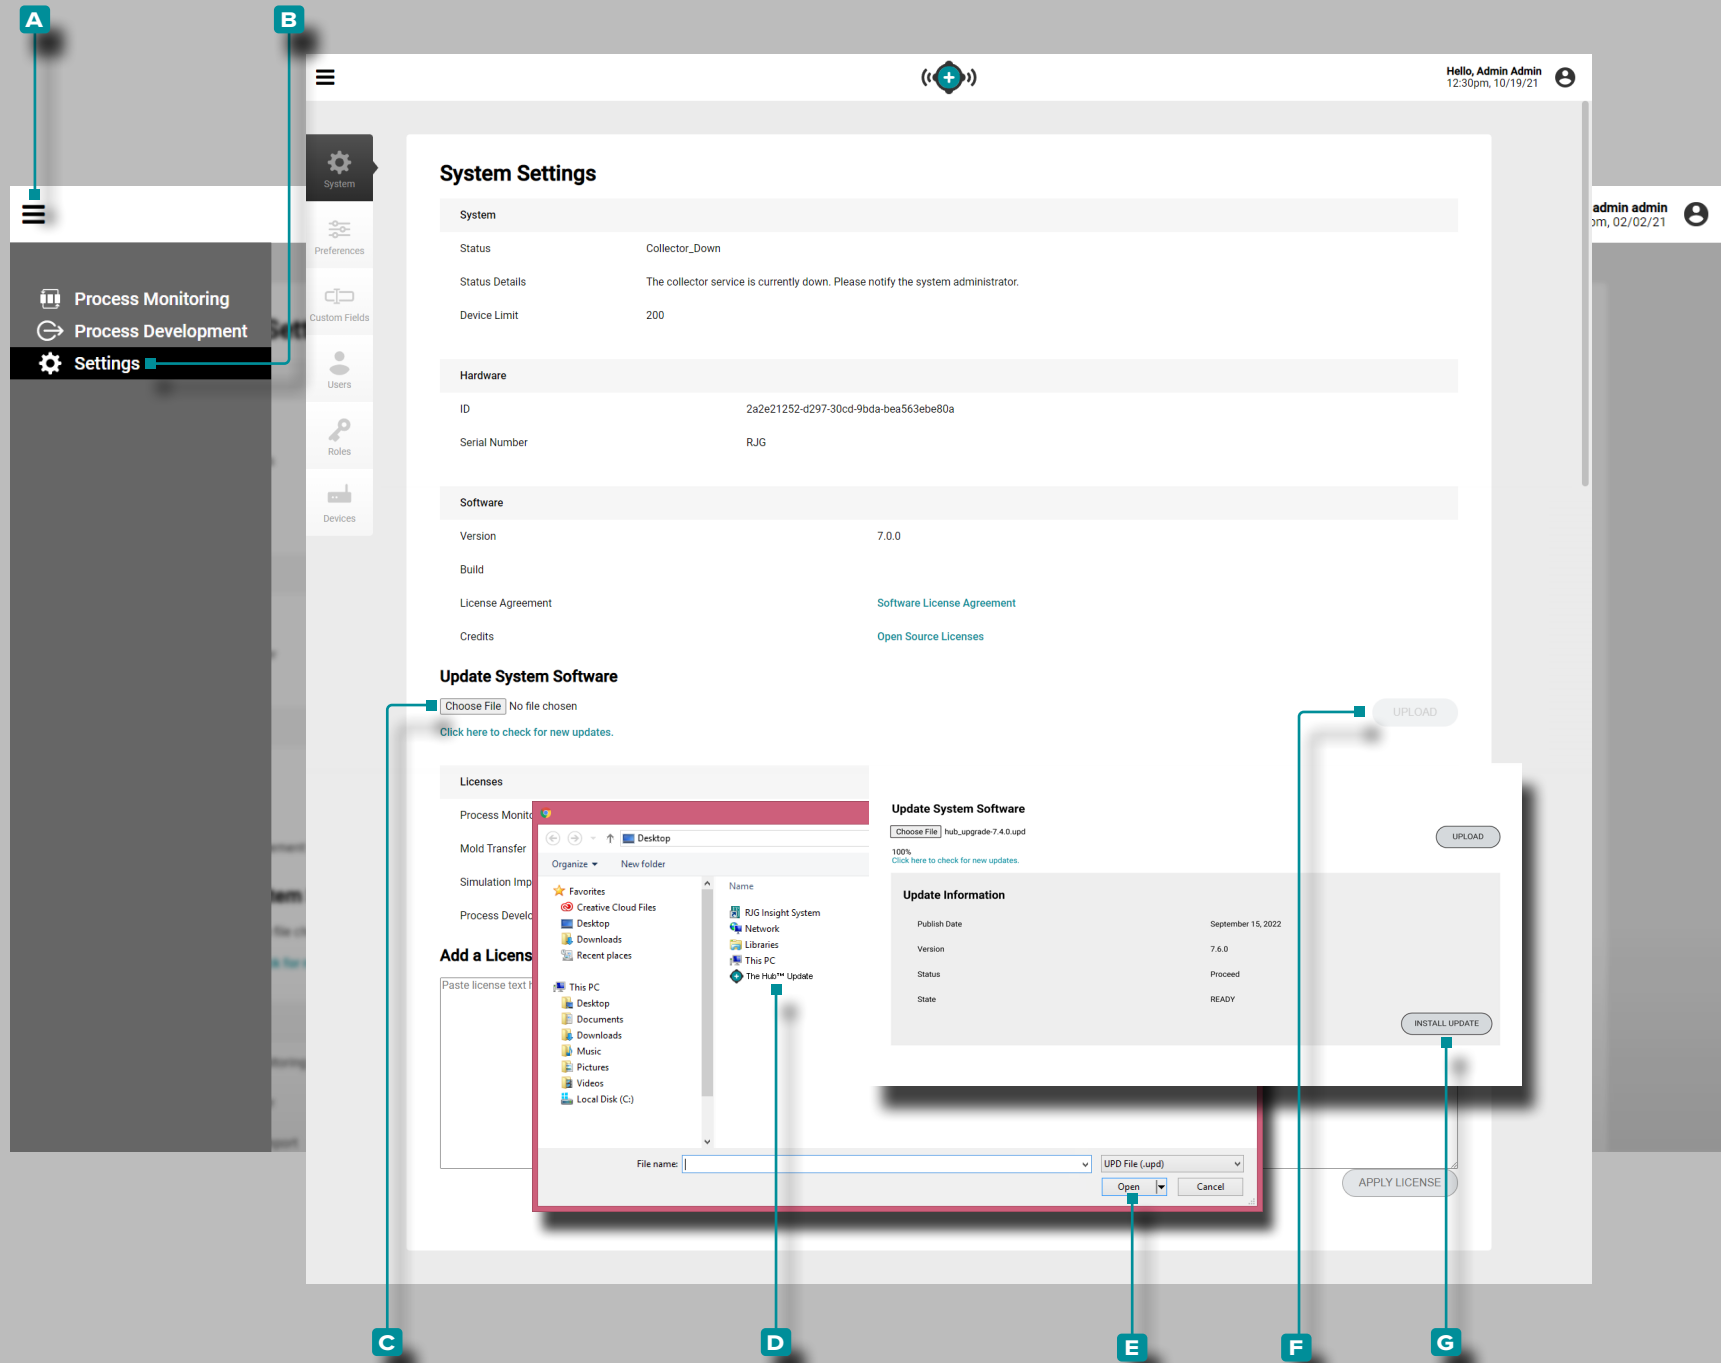 A
B
Hello, Admin Admin
12:30pm, 10/19/21
admin admin
pm, 02/02/21
Process Monitoring
Process Development
Settings
System
Preferences
Custom Fields
Users
Roles
Devices
System Settings
System
Status Collector_Down
Status Details The collector service is currently down. Please notify the system administrator.
Device Limit 200
Hardware
ID 2a2e21252-d297-30cd-9bda-bea563ebe80a
Serial Number RJG
Software
Version 7.0.0
Build
License Agreement Software License Agreement
Credits Open Source Licenses
Update System Software
Choose File No file chosen
UPLOAD
Click here to check for new updates.
Licenses
Process Monito
Mold Transfer
Simulation Imp
Process Develo
Add a Licens
Paste license text h
APPLY LICENSE
Desktop
Organize New folder
Favorites
Creative Cloud Files
Desktop
Downloads
Recent places
This PC
Desktop
Documents
Downloads
Music
Pictures
Videos
Local Disk (C:)
Name
RJG Insight System
Network
Libraries
This PC
The Hub™ Update
File name:
UPD File (.upd)
Open
Cancel
Update System Software
Choose File hub_upgrade-7.4.0.upd
UPLOAD
100%
Click here to check for new updates.
Update Information
Publish Date September 15, 2022
Version 7.6.0
Status Proceed
State READY
INSTALL UPDATE
C
D
E
F
G